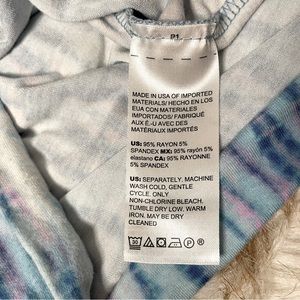 P1
MADE IN USA OF IMPORTED
MATERIALS/ HECHO EN LOS
EUA CON MATERIALES
IMPORTADOS/ FABRIQUÉ
AUX É.-U AVEC DES
MATÉRIAUX IMPORTÉS
US: 95% RAYON 5%
SPANDEX MX: 95% rayón 5%
elastano CA: 95% RAYONNE
5% SPANDEX
US: SEPARATELY, MACHINE
WASH COLD, GENTLE
CYCLE. ONLY
NON-CHLORINE BLEACH.
TUMBLE DRY LOW, WARM
IRON. MAY BE DRY
CLEANED.
30
P